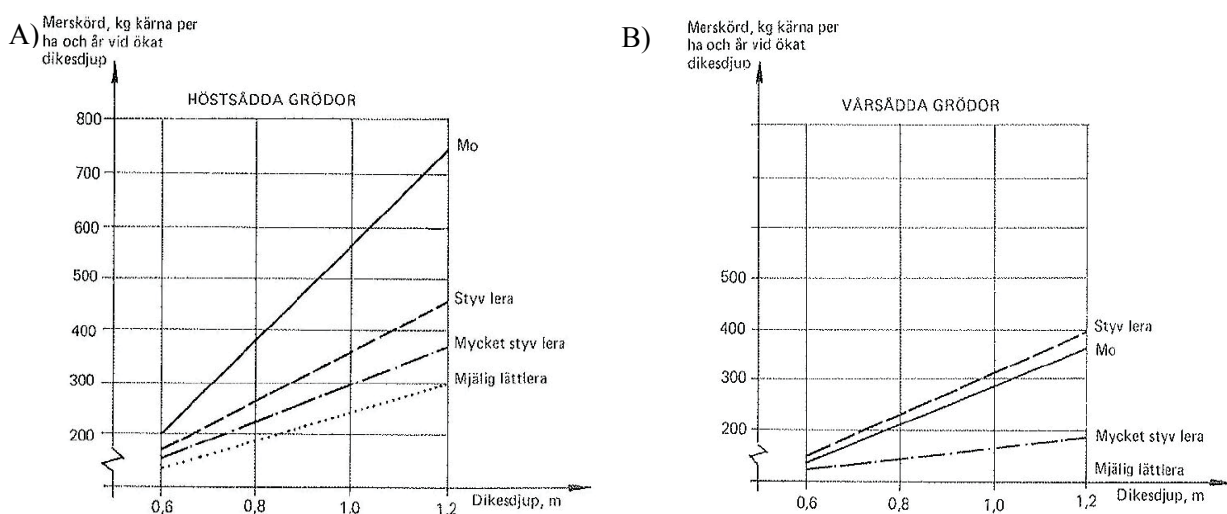 A)
Merskörd, kg kärna per
ha och år vid ökat
dikesdjup
HÖSTSÅDDA GRÖDOR
800
700
600
500
400
300
200
Mo
Styv lera
Mycket styv lera
Mjälig lättlera
0,6
0,8
1,0
1,2
Dikesdjup, m
B)
Merskörd, kg kärna per
ha och år vid ökat
dikesdjup
VÅRSÅDDA GRÖDOR
500
400
300
200
Styv lera
Mo
Mycket styv lera
Mjälig lättlera
0,6
0,8
1,0
1,2
Dikesdjup, m